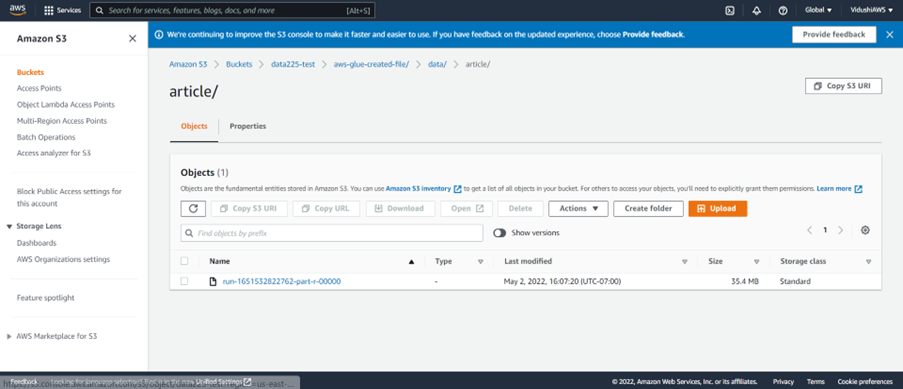 aws
Services
Search for services, features, blogs, docs, and more
[Alt+S]
Global
VidushiAWS
Amazon S3
We're continuing to improve the S3 console to make it faster and easier to use. If you have feedback on the updated experience, choose Provide feedback.
Provide feedback
Buckets
Access Points
Object Lambda Access Points
Multi-Region Access Points
Batch Operations
Access analyzer for S3
Block Public Access settings for
this account
Storage Lens
Dashboards
AWS Organizations settings
Feature spotlight
AWS Marketplace for S3
Amazon S3 > Buckets > data225-test > aws-glue-created-file/ > data/ > article/
article/
Copy S3 URI
Objects
Properties
Objects (1)
Objects are the fundamental entities stored in Amazon S3. You can use Amazon S3 inventory to get a list of all objects in your bucket. For others to access your objects, you'll need to explicitly grant them permissions. Learn more
Copy S3 URI
Copy URL
Download
Open
Delete
Actions
Create folder
Upload
Find objects by prefix
Show versions
1
Name
Type
Last modified
Size
Storage class
run-1651532822762-part-r-00000
-
May 2, 2022, 16:07:20 (UTC-07:00)
35.4 MB
Standard
Feedback
Unified Settings
© 2022, Amazon Web Services, Inc. or its affiliates.
Privacy
Terms
Cookie preferences